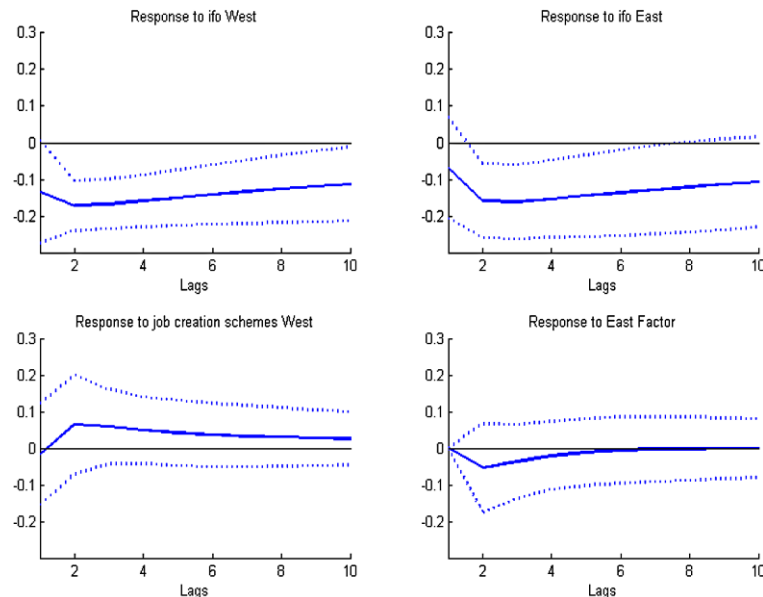 Response to ifo West
0.3
0.2
0.1
0
-0.1
-0.2
2 4 6 8 10
Lags
Response to ifo East
0.3
0.2
0.1
0
-0.1
-0.2
2 4 6 8 10
Lags
Response to job creation schemes West
0.3
0.2
0.1
0
-0.1
-0.2
2 4 6 8 10
Lags
Response to East Factor
0.3
0.2
0.1
0
-0.1
-0.2
2 4 6 8 10
Lags